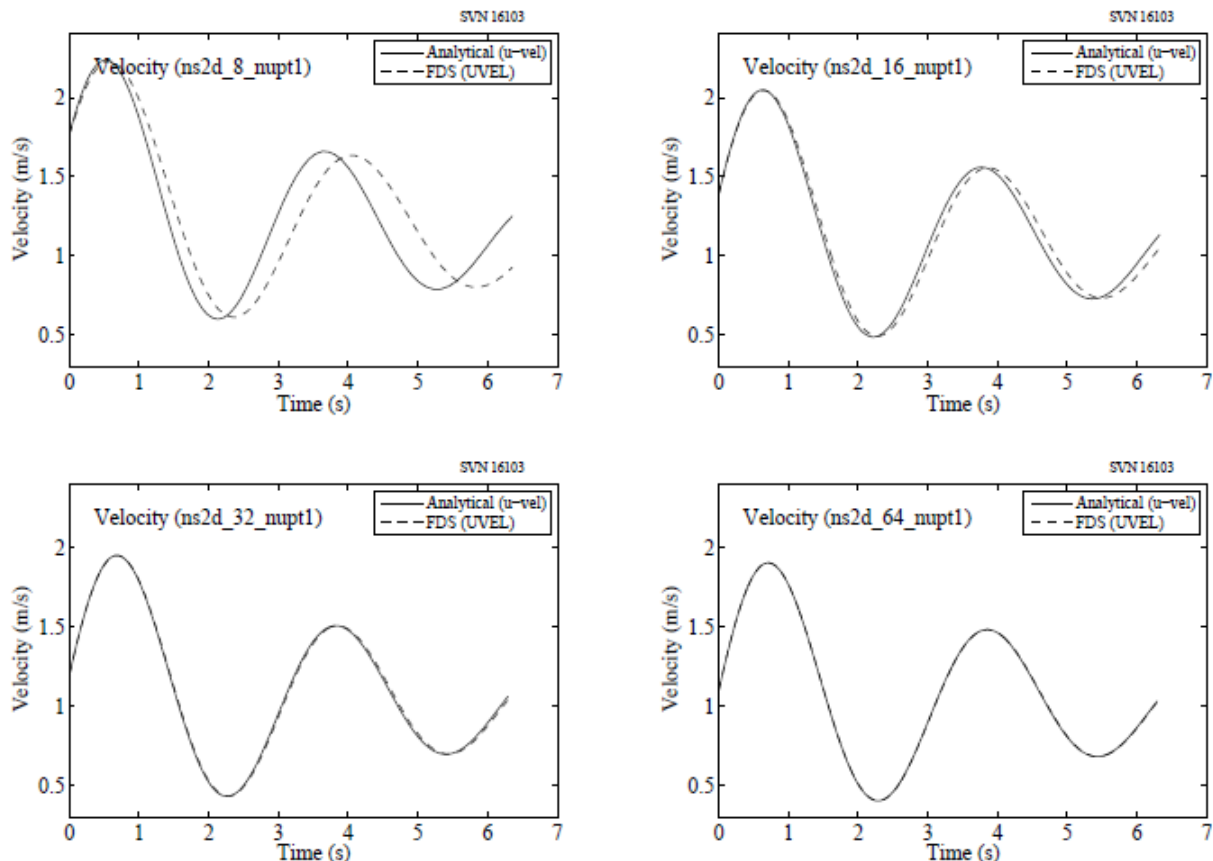 SVN 16103
Velocity (ns2d_8_nupt1)
Analytical (u−vel)
FDS (UVEL)
2
1.5
1
0.5
Velocity (m/s)
0 1 2 3 4 5 6 7
Time (s)
SVN 16103
Velocity (ns2d_16_nupt1)
Analytical (u−vel)
FDS (UVEL)
2
1.5
1
0.5
Velocity (m/s)
0 1 2 3 4 5 6 7
Time (s)
SVN 16103
Velocity (ns2d_32_nupt1)
Analytical (u−vel)
FDS (UVEL)
2
1.5
1
0.5
Velocity (m/s)
0 1 2 3 4 5 6 7
Time (s)
SVN 16103
Velocity (ns2d_64_nupt1)
Analytical (u−vel)
FDS (UVEL)
2
1.5
1
0.5
Velocity (m/s)
0 1 2 3 4 5 6 7
Time (s)